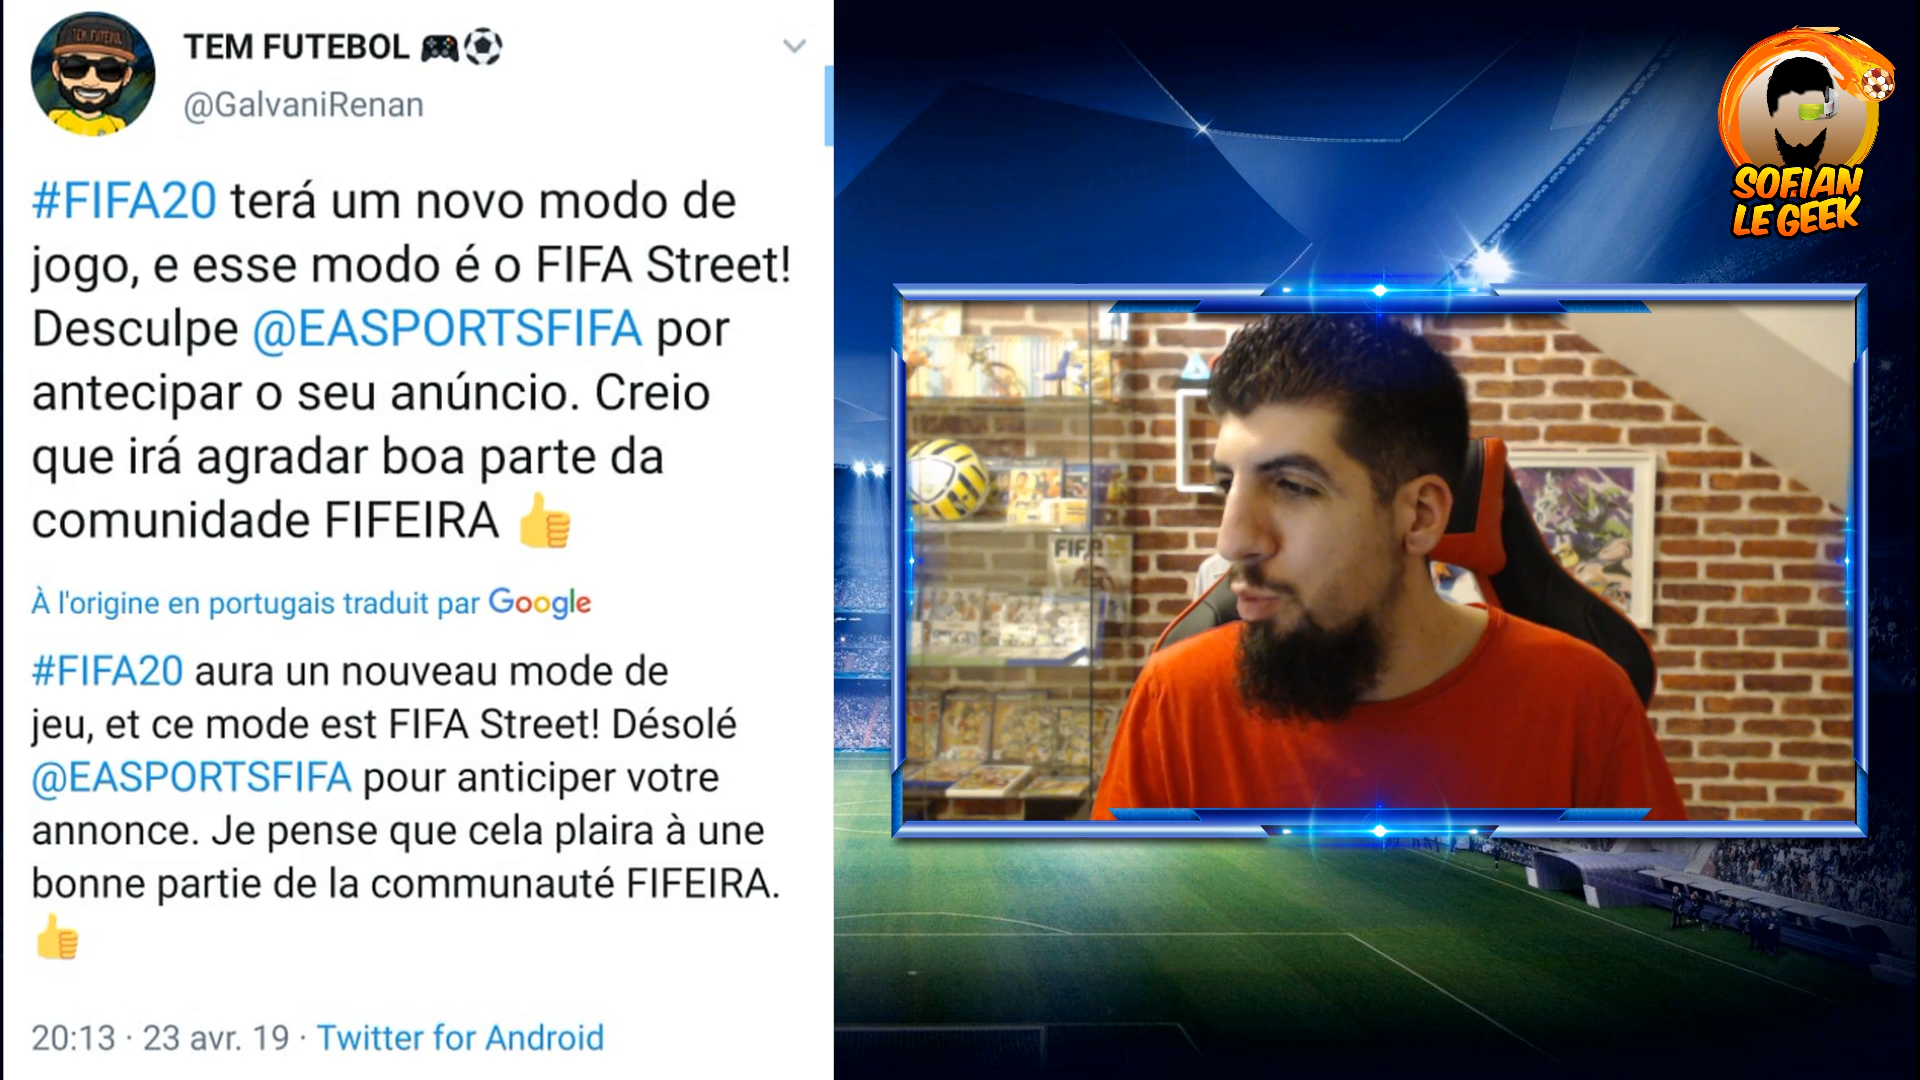 TEM FUTEBOL 🎮⚽
@GalvaniRenan
#FIFA20 terá um novo modo de
jogo, e esse modo é o FIFA Street!
Desculpe @EASPORTSFIFA por
antecipar o seu anúncio. Creio
que irá agradar boa parte da
comunidade FIFEIRA 👍
À l'origine en portugais traduit par Google
#FIFA20 aura un nouveau mode de
jeu, et ce mode est FIFA Street! Désolé
@EASPORTSFIFA pour anticiper votre
annonce. Je pense que cela plaira à une
bonne partie de la communauté FIFEIRA.
👍
20:13 · 23 avr. 19 · Twitter for Android
TEM FUTEBOL
SOFIAN
LE GEEK
FIFA